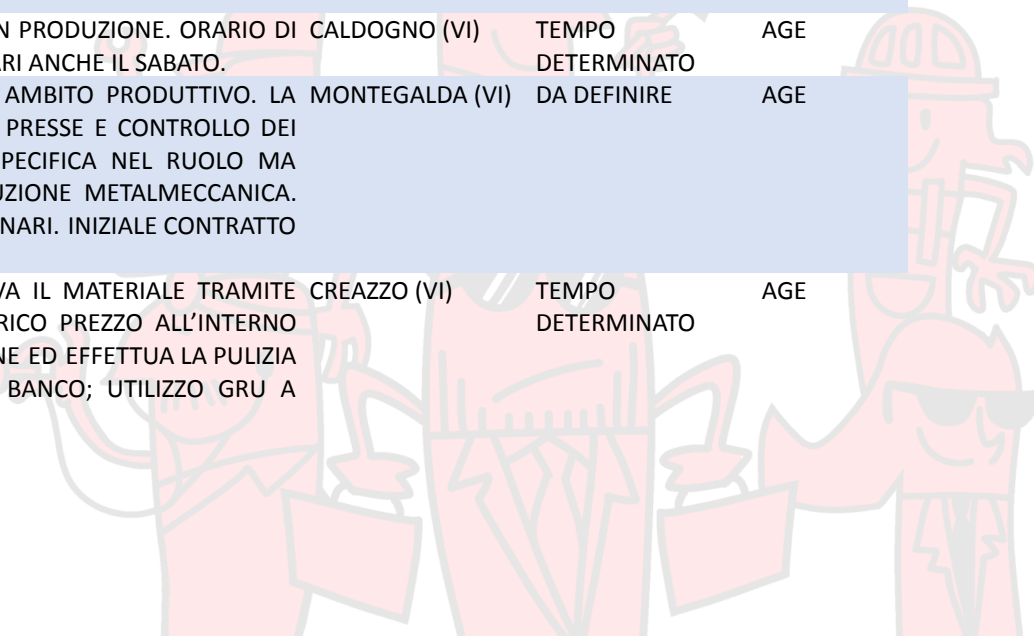 N PRODUZIONE. ORARIO DI CALDOGNO (VI) TEMPO AGE
ARI ANCHE IL SABATO. DETERMINATO
AMBITO PRODUTTIVO. LA MONTEGALDA (VI) DA DEFINIRE AGE
PRESSE E CONTROLLO DEI
PECIFICA NEL RUOLO MA
UZIONE METALMECCANICA.
NARI. INIZIALE CONTRATTO
VA IL MATERIALE TRAMITE CREAZZO (VI) TEMPO AGE
RICO PREZZO ALL'INTERNO DETERMINATO
NE ED EFFETTUA LA PULIZIA
BANCO; UTILIZZO GRU A